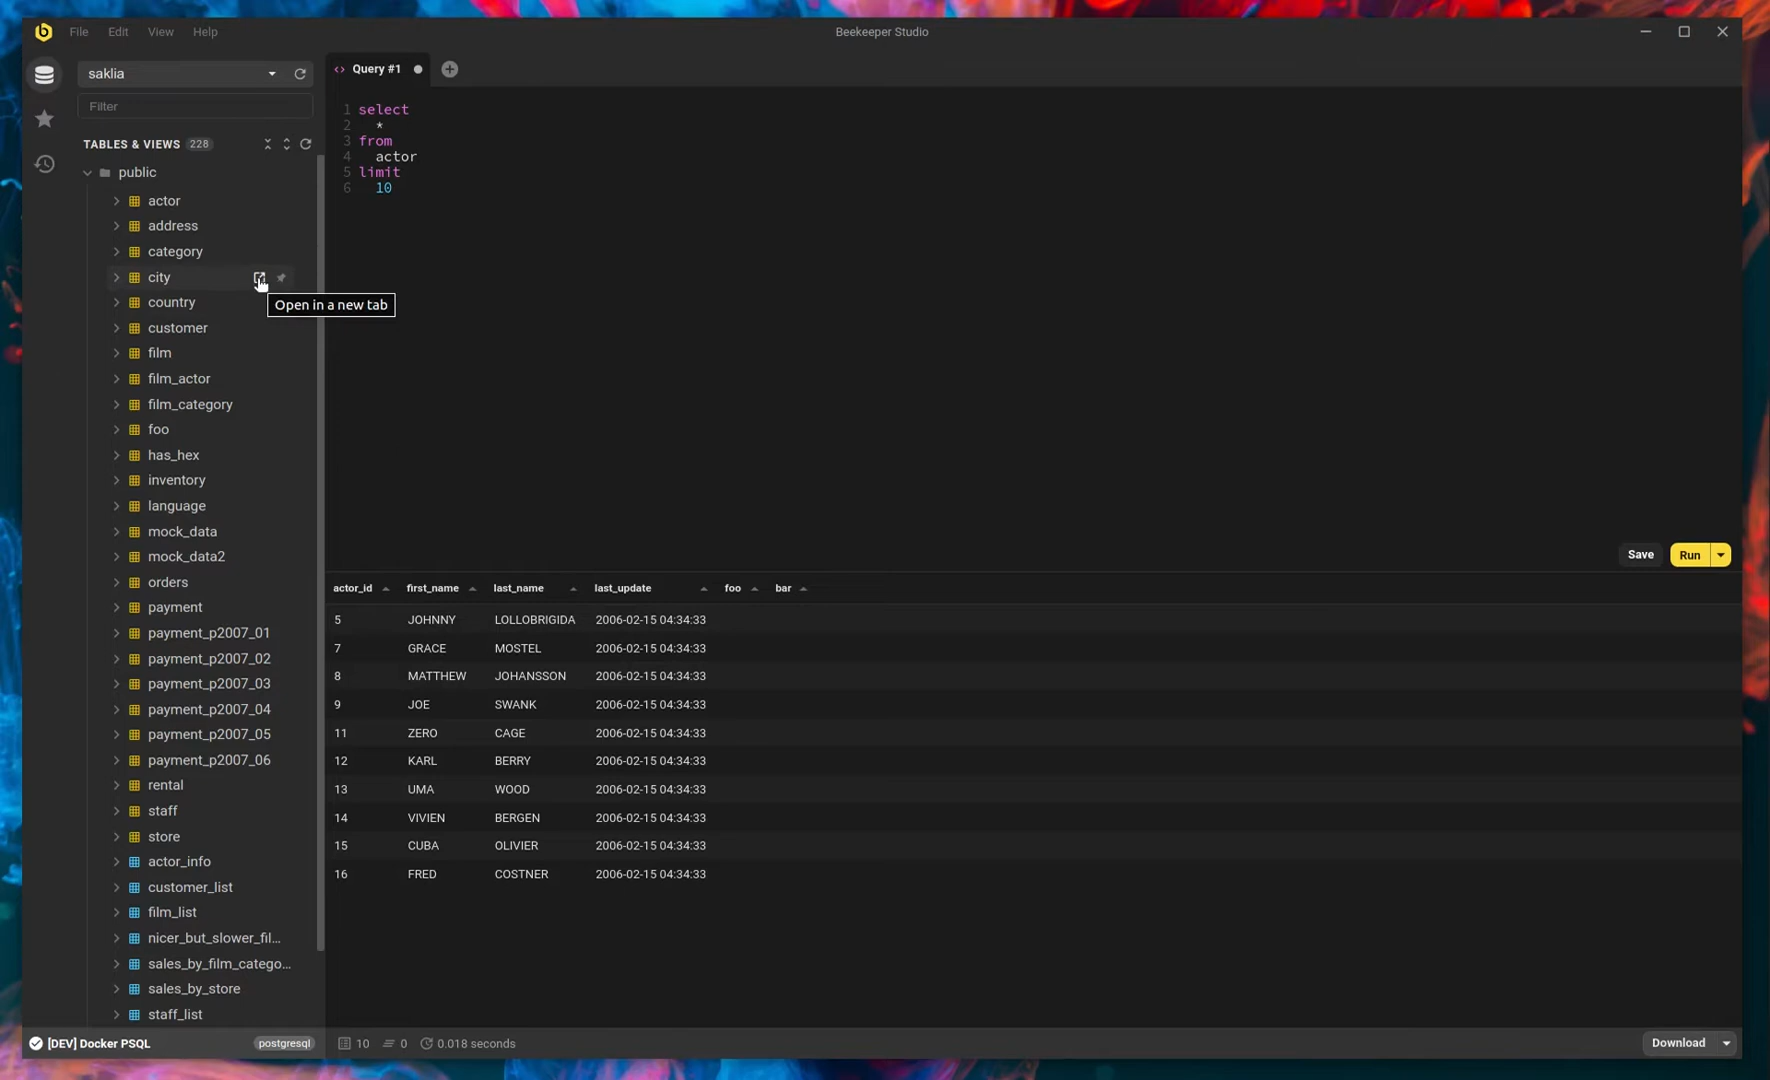 File Edit View Help
Beekeeper Studio
saklia
Query #1
Filter
TABLES & VIEWS 228
public
actor
address
category
city
Open in a new tab
country
customer
film
film_actor
film_category
foo
has_hex
inventory
language
mock_data
mock_data2
orders
payment
payment_p2007_01
payment_p2007_02
payment_p2007_03
payment_p2007_04
payment_p2007_05
payment_p2007_06
rental
staff
store
actor_info
customer_list
film_list
nicer_but_slower_fil...
sales_by_film_catego...
sales_by_store
staff_list
1 select
2 *
3 from
4 actor
5 limit
6 10
Save Run
actor_id first_name last_name last_update foo bar
5 JOHNNY LOLLOBRIGIDA 2006-02-15 04:34:33
7 GRACE MOSTEL 2006-02-15 04:34:33
8 MATTHEW JOHANSSON 2006-02-15 04:34:33
9 JOE SWANK 2006-02-15 04:34:33
11 ZERO CAGE 2006-02-15 04:34:33
12 KARL BERRY 2006-02-15 04:34:33
13 UMA WOOD 2006-02-15 04:34:33
14 VIVIEN BERGEN 2006-02-15 04:34:33
15 CUBA OLIVIER 2006-02-15 04:34:33
16 FRED COSTNER 2006-02-15 04:34:33
[DEV] Docker PSQL postgresql
10 0 0.018 seconds
Download